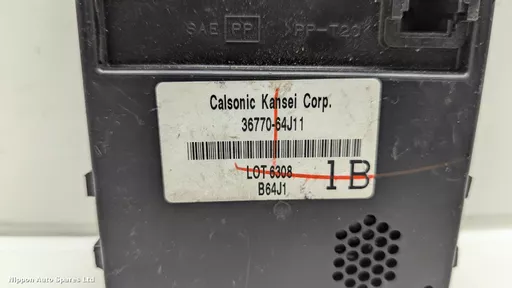 SAE PP PP-T20
Calsonic Kansei Corp.
36770-64J11
LOT 6308
B64J1
1B
Nippon Auto Spares Ltd